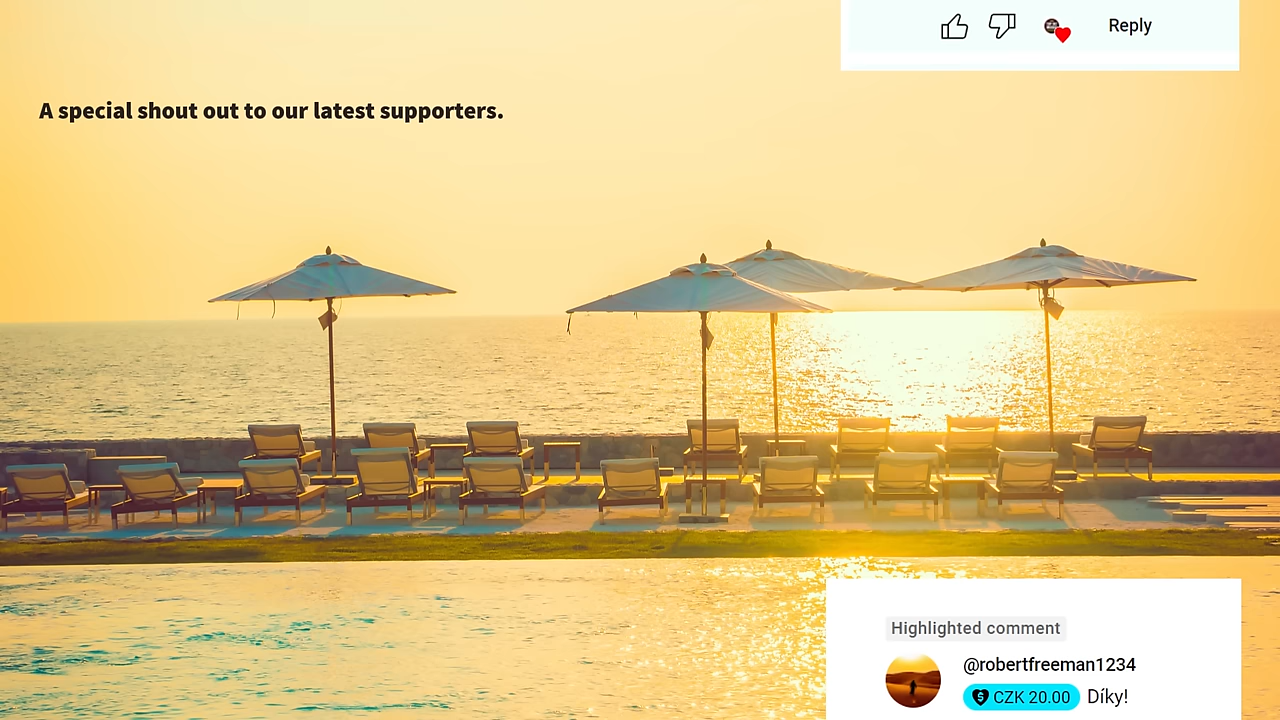 Reply
A special shout out to our latest supporters.
Highlighted comment
@robertfreeman1234
CZK 20.00 Díky!